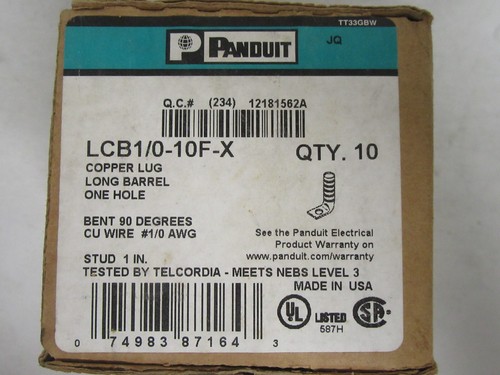 TT33GBW
P PANDUIT
JQ
Q.C.# (234) 12181562A
LCB1/0-10F-X QTY. 10
COPPER LUG
LONG BARREL
ONE HOLE
BENT 90 DEGREES
CU WIRE #1/0 AWG
See the Panduit Electrical
Product Warranty on
www.panduit.com/warranty
STUD 1 IN.
TESTED BY TELCORDIA - MEETS NEBS LEVEL 3
MADE IN USA
UL LISTED SA
587H
0 74983 87164 3